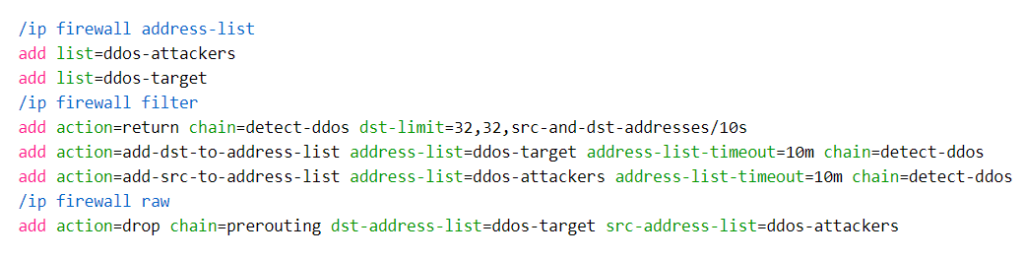 /ip firewall address-list
add list=ddos-attackers
add list=ddos-target
/ip firewall filter
add action=return chain=detect-ddos dst-limit=32,32,src-and-dst-addresses/10s
add action=add-dst-to-address-list address-list=ddos-target address-list-timeout=10m chain=detect-ddos
add action=add-src-to-address-list address-list=ddos-attackers address-list-timeout=10m chain=detect-ddos
/ip firewall raw
add action=drop chain=prerouting dst-address-list=ddos-target src-address-list=ddos-attackers